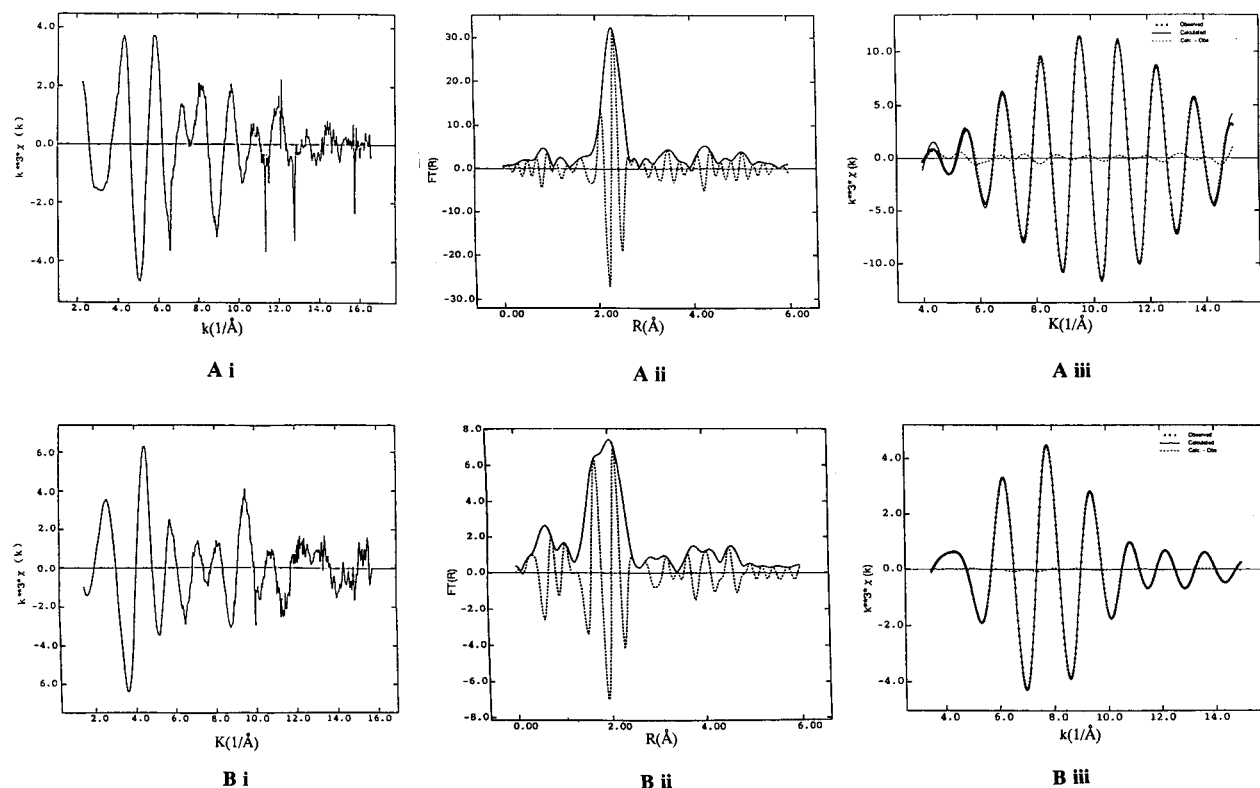 4.0
2.0
0.0
-2.0
-4.0
k**3* χ (k)
2.0 4.0 6.0 8.0 10.0 12.0 14.0 16.0
k(1/Å)
A i
30.0
20.0
10.0
0.0
-10.0
-20.0
-30.0
FT(R)
0.00 2.00 4.00 6.00
R(Å)
A ii
Observed
Calculated
Calc - Obs
10.0
5.0
0.0
-5.0
-10.0
k**3* χ (k)
4.0 6.0 8.0 10.0 12.0 14.0
K(1/Å)
A iii
6.0
4.0
2.0
0.0
-2.0
-4.0
6.0
k**3* χ (k)
2.0 4.0 6.0 8.0 10.0 12.0 14.0 16.0
K(1/Å)
B i
8.0
6.0
4.0
2.0
0.0
-2.0
-4.0
-6.0
-8.0
FT(R)
0.00 2.00 4.00 6.00
R(Å)
B ii
Observed
Calculated
Calc - Obs
4.0
2.0
0.0
-2.0
-4.0
k**3* χ (k)
4.0 6.0 8.0 10.0 12.0 14.0
k(1/Å)
B iii